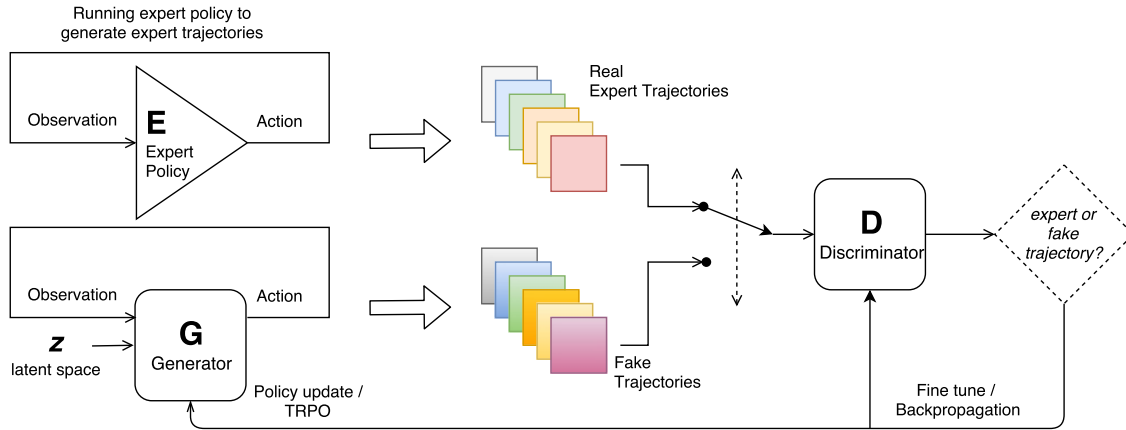 Running expert policy to
generate expert trajectories
Observation
E
Expert
Policy
Action
Real
Expert Trajectories
Observation
z
latent space
G
Generator
Action
Policy update /
TRPO
Fake
Trajectories
D
Discriminator
expert or
fake
trajectory?
Fine tune /
Backpropagation